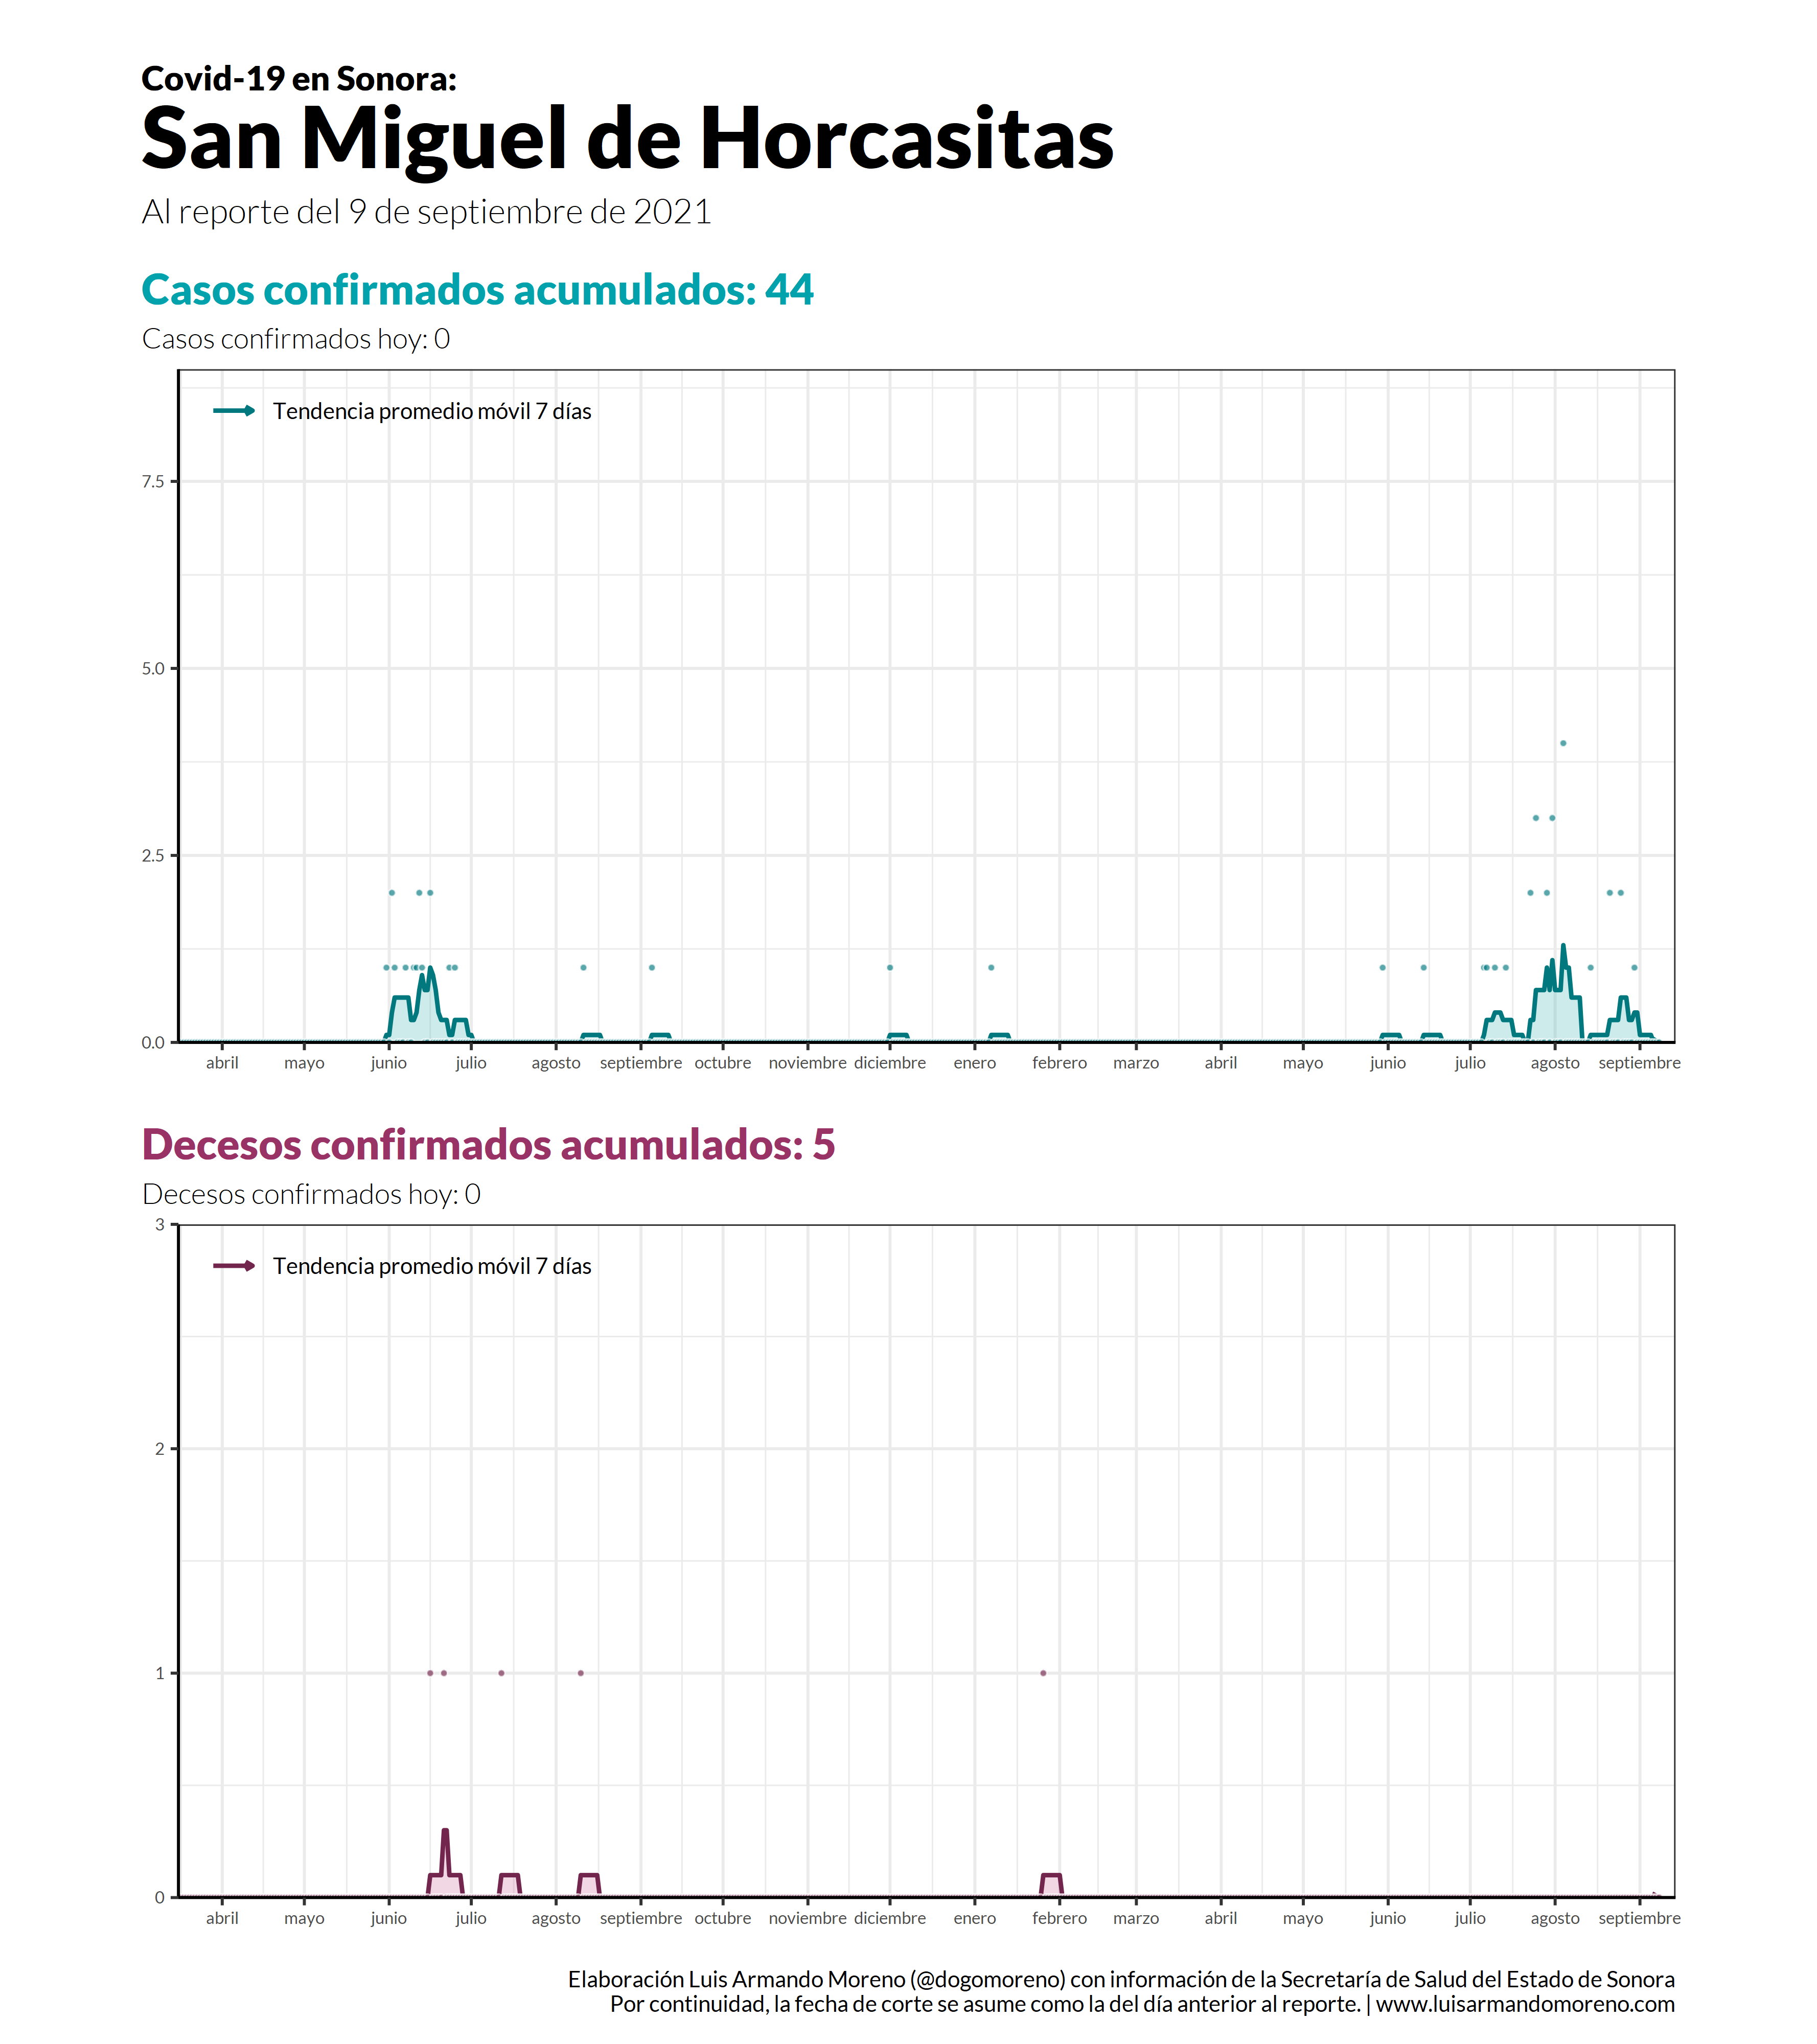 Covid-19 en Sonora:
San Miguel de Horcasitas
Al reporte del 9 de septiembre de 2021
Casos confirmados acumulados: 44
Casos confirmados hoy: 0
Tendencia promedio móvil 7 días
7.5
5.0
2.5
0.0
abril mayo junio julio agosto septiembre octubre noviembre diciembre enero febrero marzo abril mayo junio julio agosto septiembre
Decesos confirmados acumulados: 5
Decesos confirmados hoy: 0
3
Tendencia promedio móvil 7 días
2
1
0
abril mayo junio julio agosto septiembre octubre noviembre diciembre enero febrero marzo abril mayo junio julio agosto septiembre
Elaboración Luis Armando Moreno (@dogomoreno) con información de la Secretaría de Salud del Estado de Sonora
Por continuidad, la fecha de corte se asume como la del día anterior al reporte. | www.luisarmandomoreno.com